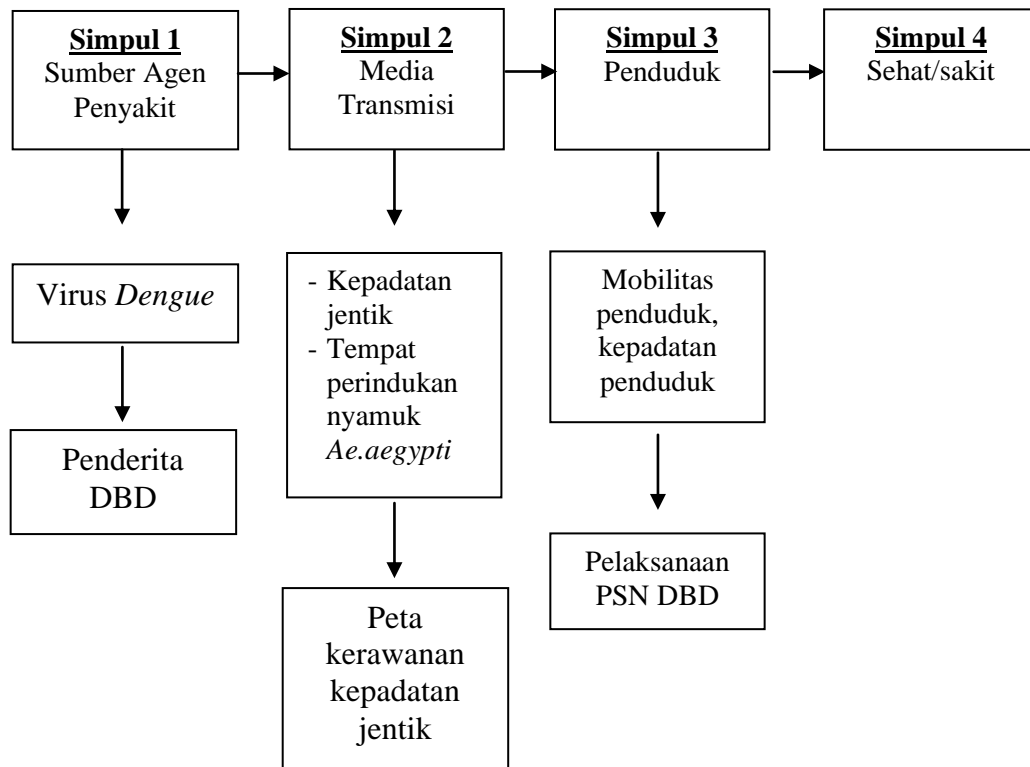 Simpul 1
Sumber Agen
Penyakit
Simpul 2
Media
Transmisi
Simpul 3
Penduduk
Simpul 4
Sehat/sakit
Virus Dengue
Penderita
DBD
- Kepadatan
jentik
- Tempat
perindukan
nyamuk
Ae.aegypti
Peta
kerawanan
kepadatan
jentik
Mobilitas
penduduk,
kepadatan
penduduk
Pelaksanaan
PSN DBD